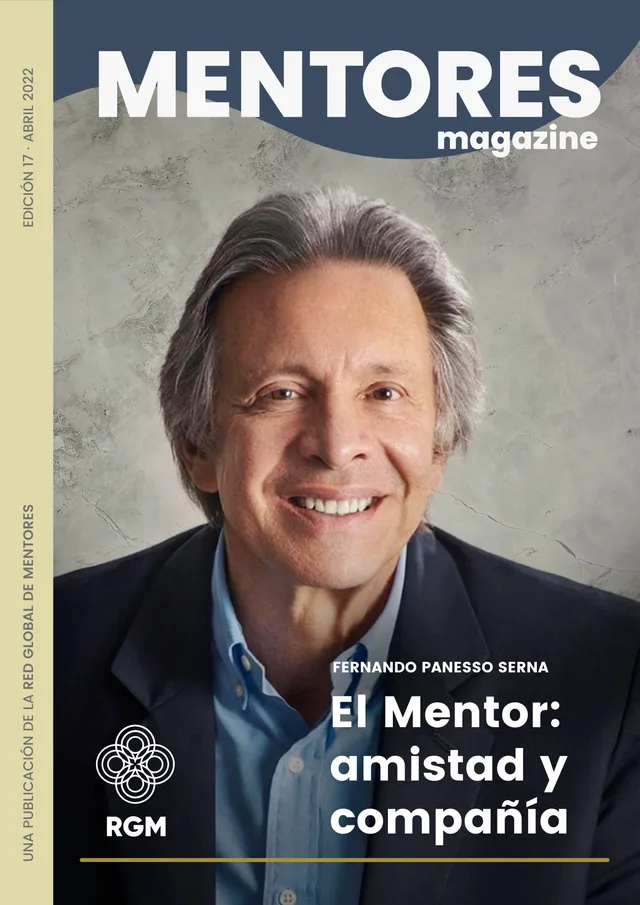 MENTORES
magazine
EDICIÓN 17 · ABRIL 2022
UNA PUBLICACIÓN DE LA RED GLOBAL DE MENTORES
FERNANDO PANESSO SERNA
El Mentor:
amistad y
compañía
RGM